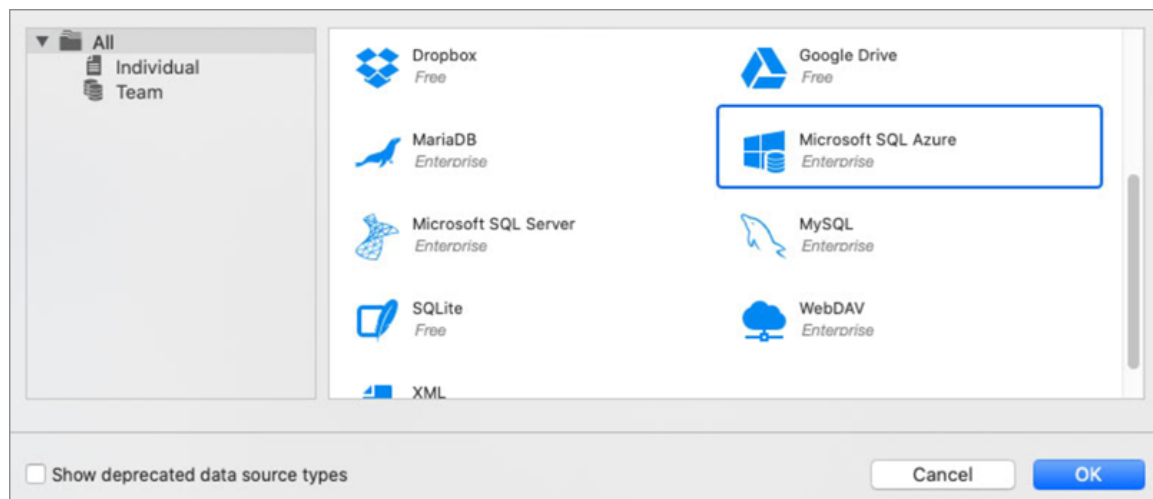 All
Individual
Team
Dropbox
Free
Google Drive
Free
MariaDB
Enterprise
Microsoft SQL Azure
Enterprise
Microsoft SQL Server
Enterprise
MySQL
Enterprise
SQLite
Free
WebDAV
Enterprise
XML
Show deprecated data source types
Cancel
OK